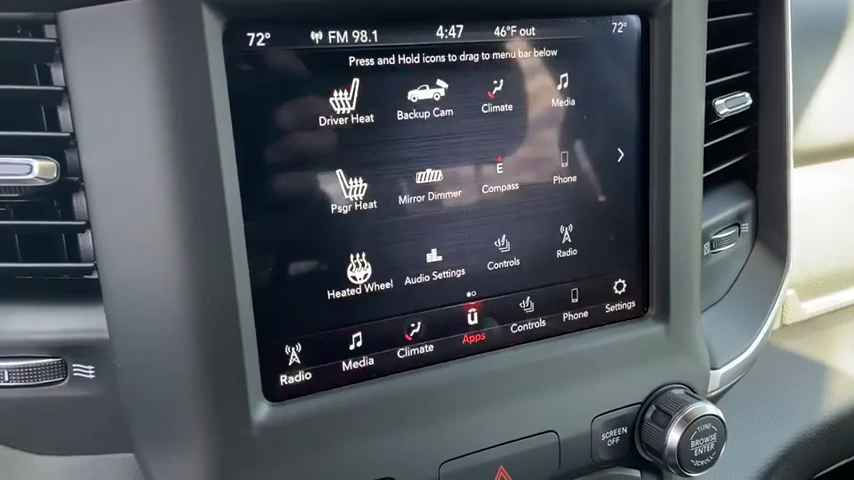 72° FM 98.1 4:47 46°F out 72°
Press and Hold icons to drag to menu bar below
Driver Heat Backup Cam Climate Media
E
Psgr Heat Mirror Dimmer Compass Phone
Heated Wheel Audio Settings Controls Radio
Radio Media Climate Apps Controls Phone Settings
SCREEN
OFF
TUNE
BROWSE
ENTER
SCROLL